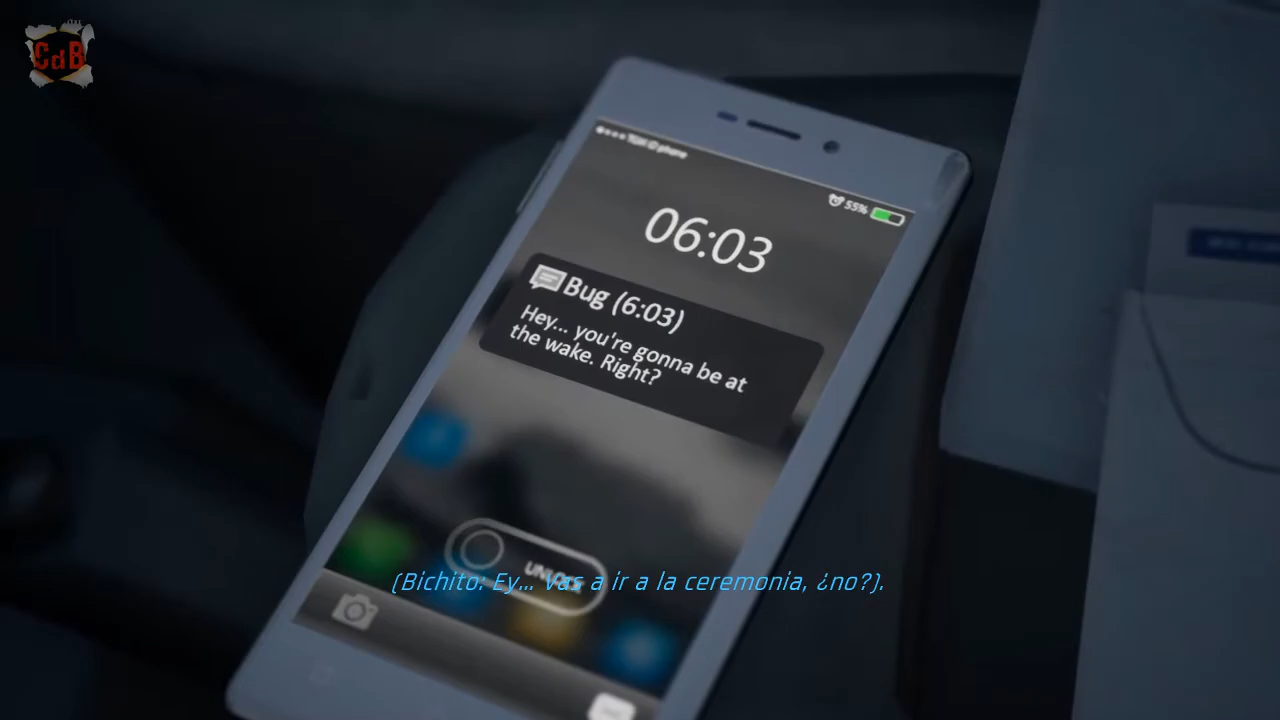 CdB
55%
06:03
Bug (6:03)
Hey... you're gonna be at
the wake. Right?
UNLOCK
(Bichito: Ey... Vas a ir a la ceremonia, ¿no?).